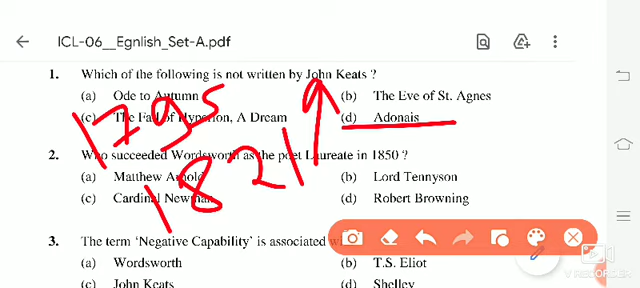 ICL-06__Egnlish_Set-A.pdf
1. Which of the following is not written by John Keats ?
(a) Ode to Autumn (b) The Eve of St. Agnes
(c) The Fall of Hyperion, A Dream (d) Adonais
1795
1821
2. Who succeeded Wordsworth as the poet Laureate in 1850 ?
(a) Matthew Arnold (b) Lord Tennyson
(c) Cardinal Newman (d) Robert Browning
3. The term ‘Negative Capability’ is associated
(a) Wordsworth (b) T.S. Eliot
(c) John Keats (d) Shelley
V RECORDER